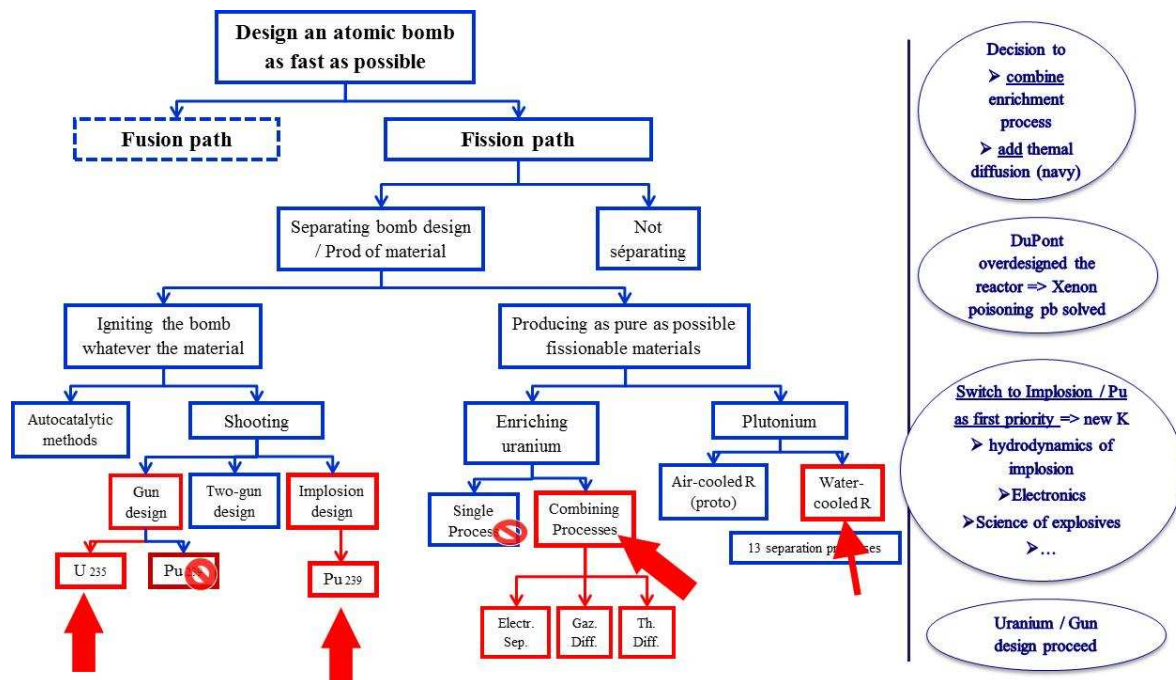 Design an atomic bomb
as fast as possible
Fusion path
Fission path
Separating bomb design
/ Prod of material
Not
séparating
Igniting the bomb
whatever the material
Producing as pure as possible
fissionable materials
Autocatalytic
methods
Shooting
Enriching
uranium
Plutonium
Gun
design
Two-gun
design
Implosion
design
Single
Process
Combining
Processes
Air-cooled R
(proto)
Water-
cooled R
13 separation
U 235
Pu
Pu 239
Electr.
Sep.
Gaz.
Diff.
Th.
Diff.
Decision to
➢ combine
enrichment
process
➢ add themal
diffusion (navy)
DuPont
overdesigned the
reactor => Xenon
poisoning pb solved
Switch to Implosion / Pu
as first priority => new K
➢ hydrodynamics of
implosion
➢Electronics
➢Science of explosives
➢…
Uranium / Gun
design proceed